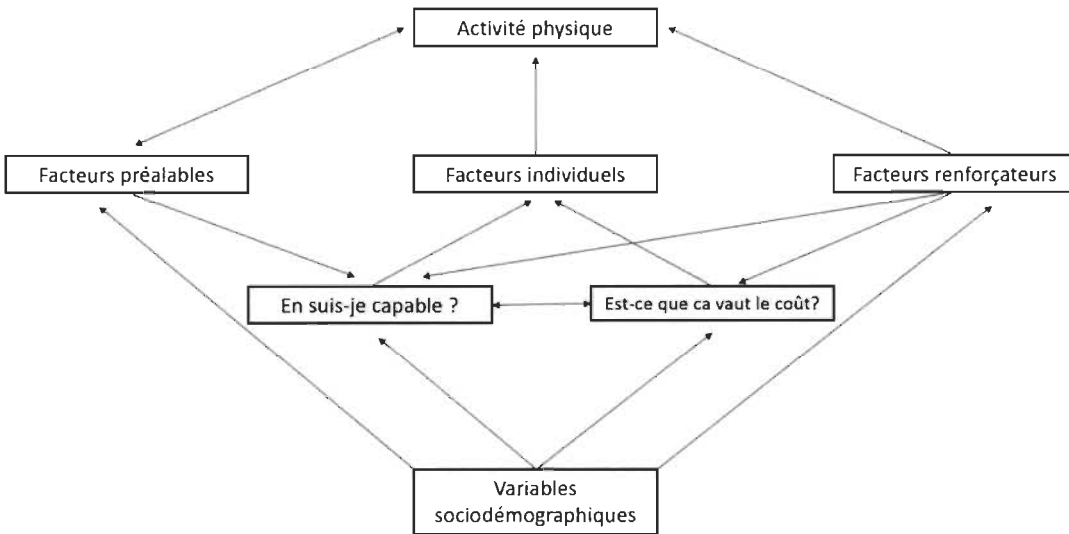 Activité physique
Facteurs préalables
Facteurs individuels
Facteurs renforçateurs
En suis-je capable ?
Est-ce que ca vaut le coût?
Variables
sociodémographiques